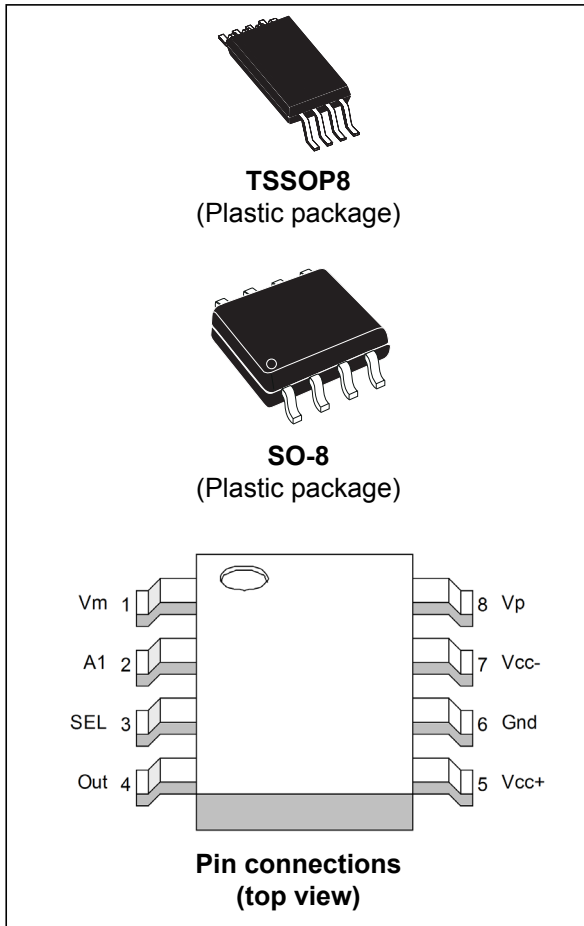 TSSOP8
(Plastic package)
SO-8
(Plastic package)
Vm 1
8 Vp
A1 2
7 Vcc-
SEL 3
6 Gnd
Out 4
5 Vcc+
Pin connections
(top view)